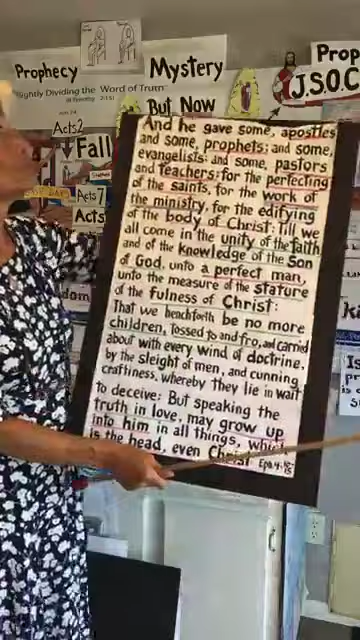 Prophecy
Mystery
Prop
Rightly Dividing the Word of Truth
J.S.O.C
But Now
Acts2
Fall
Acts 7
Acts
And he gave some, apostles
and some, prophets; and some,
evangelists; and some, pastors
and teachers: for the perfecting
of the saints, for the work of
the ministry, for the edifying
of the body of Christ: till we
all come in the unity of the faith
and of the knowledge of the Son
of God, unto a perfect man,
unto the measure of the stature
of the fulness of Christ:
That we henceforth be no more
children, tossed to and fro, and carried
about with every wind of doctrine,
by the sleight of men, and cunning
craftiness, whereby they lie in wait
to deceive: But speaking the
truth in love, may grow up
into him in all things, which
is the head, even Christ Eph 4:11-15